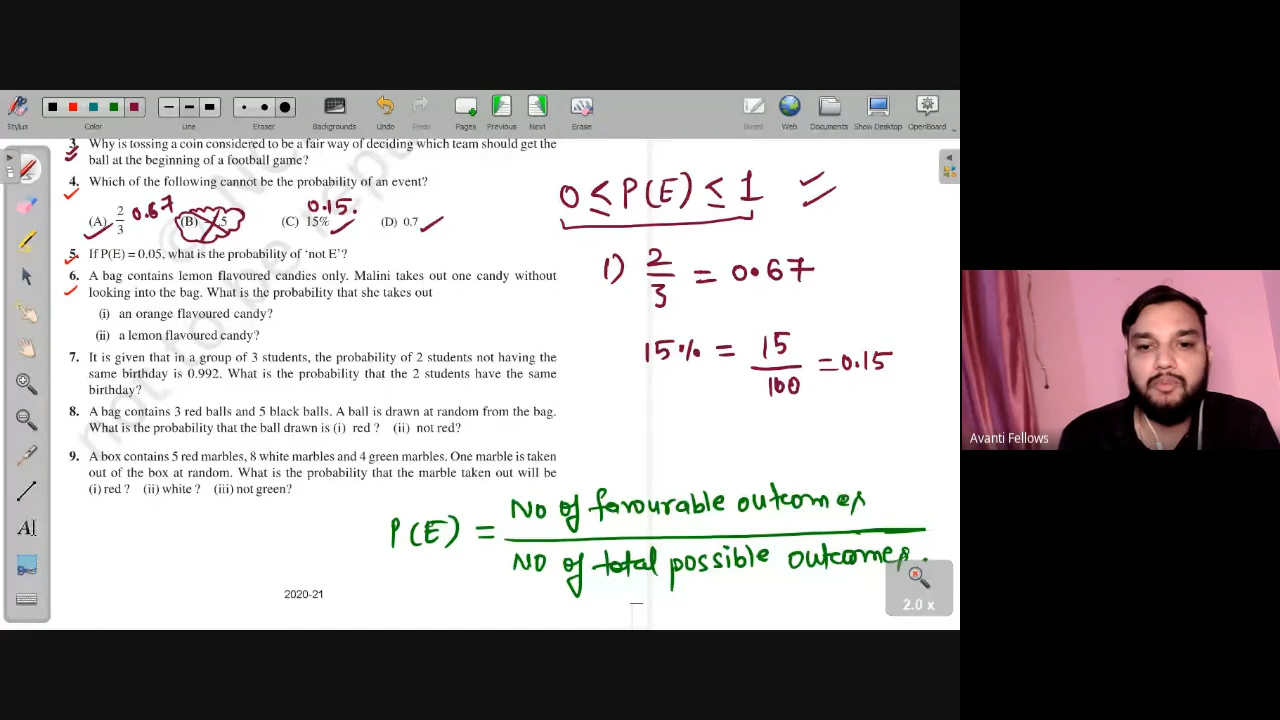 Stylus
Color
Line
Eraser
Backgrounds
Undo
Redo
Pages
Previous
Next
Erase
Board
Web
Documents
Show Desktop
OpenBoard
3. Why is tossing a coin considered to be a fair way of deciding which team should get the
ball at the beginning of a football game?
4. Which of the following cannot be the probability of an event?
(A) 2/3 0.67 (B) .5 (C) 15% 0.15. (D) 0.7
5. If P(E) = 0.05, what is the probability of ‘not E’?
6. A bag contains lemon flavoured candies only. Malini takes out one candy without
looking into the bag. What is the probability that she takes out
(i) an orange flavoured candy?
(ii) a lemon flavoured candy?
7. It is given that in a group of 3 students, the probability of 2 students not having the
same birthday is 0.992. What is the probability that the 2 students have the same
birthday?
8. A bag contains 3 red balls and 5 black balls. A ball is drawn at random from the bag.
What is the probability that the ball drawn is (i) red ? (ii) not red?
9. A box contains 5 red marbles, 8 white marbles and 4 green marbles. One marble is taken
out of the box at random. What is the probability that the marble taken out will be
(i) red ? (ii) white ? (iii) not green?
0 ≤ P(E) ≤ 1
1) 2/3 = 0.67
15% = 15/100 = 0.15
P(E) = No of favourable outcomes
No of total possible outcomes.
2020-21
2.0 x
Avanti Fellows